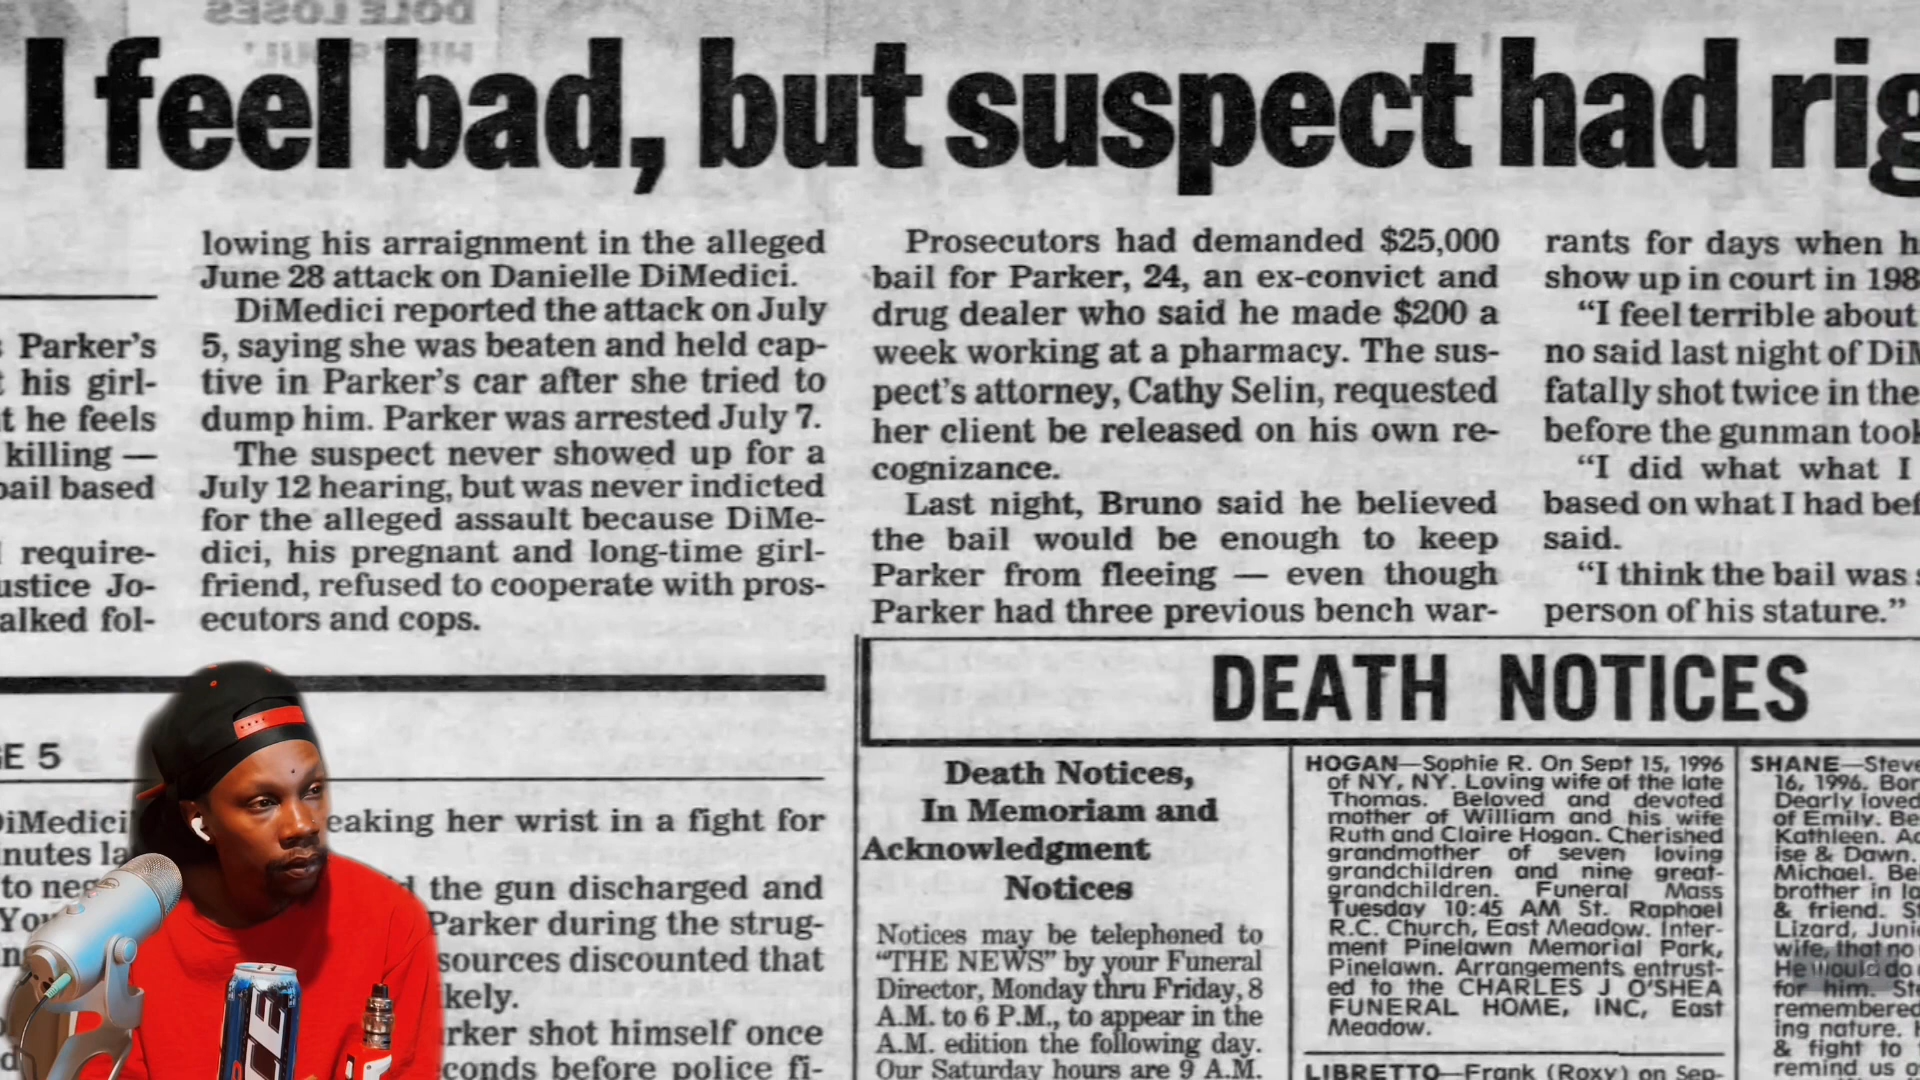 DOLE LOSES
I feel bad, but suspect had rig
Parker's
his girl-
he feels
killing —
bail based
require-
ustice Jo-
alked fol-
lowing his arraignment in the alleged
June 28 attack on Danielle DiMedici.
DiMedici reported the attack on July
5, saying she was beaten and held cap-
tive in Parker's car after she tried to
dump him. Parker was arrested July 7.
The suspect never showed up for a
July 12 hearing, but was never indicted
for the alleged assault because DiMe-
dici, his pregnant and long-time girl-
friend, refused to cooperate with pros-
ecutors and cops.
Prosecutors had demanded $25,000
bail for Parker, 24, an ex-convict and
drug dealer who said he made $200 a
week working at a pharmacy. The sus-
pect's attorney, Cathy Selin, requested
her client be released on his own re-
cognizance.
Last night, Bruno said he believed
the bail would be enough to keep
Parker from fleeing — even though
Parker had three previous bench war-
rants for days when h
show up in court in 198
“I feel terrible about
no said last night of DiM
fatally shot twice in the
before the gunman took
“I did what what I
based on what I had bef
said.
“I think the bail was s
person of his stature.”
GE 5
DiMedici eaking her wrist in a fight for
nutes la
to neg the gun discharged and
You Parker during the strug-
sources discounted that
ikely.
rker shot himself once
conds before police fi-
DEATH NOTICES
Death Notices,
In Memoriam and
Acknowledgment
Notices
Notices may be telephoned to
“THE NEWS” by your Funeral
Director, Monday thru Friday, 8
A.M. to 6 P.M., to appear in the
A.M. edition the following day.
Our Saturday hours are 9 A.M.
HOGAN—Sophie R. On Sept 15, 1996
of NY, NY. Loving wife of the late
Thomas. Beloved and devoted
mother of William and his wife
Ruth and Claire Hogan. Cherished
grandmother of seven loving
grandchildren and nine great-
grandchildren. Funeral Mass
Tuesday 10:45 AM St. Raphael
R.C. Church, East Meadow. Inter-
ment Pinelawn Memorial Park,
Pinelawn. Arrangements entrust-
ed to the CHARLES J O'SHEA
FUNERAL HOME, INC, East
Meadow.
LIBRETTO—Frank (Roxy) on Sep-
SHANE—Steve
16, 1996. Bor
Dearly loved
of Emily. Be
Kathleen. Ac
ise & Dawn.
Michael. Be
brother in la
& friend. St
Lizard, Juni
wife, that no
He would do
for him. St
remembered
ing nature. H
& fight to
remind us o
ICE